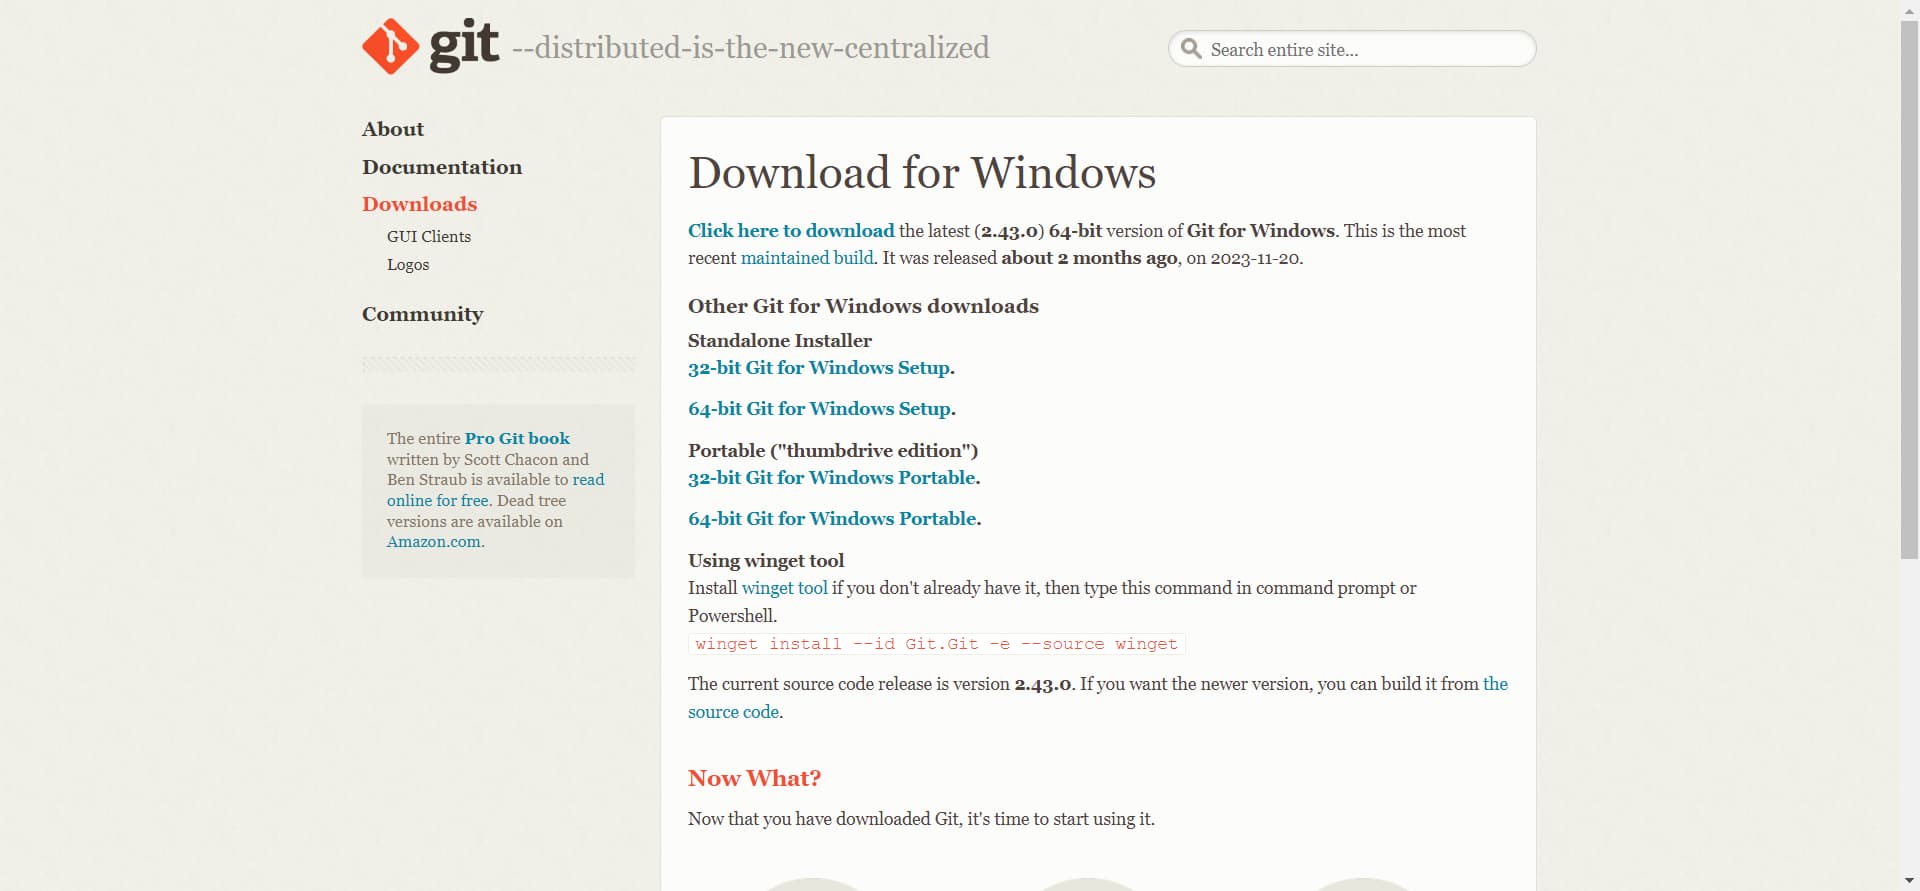 git --distributed-is-the-new-centralized
Search entire site...
About
Documentation
Downloads
GUI Clients
Logos
Community
The entire Pro Git book
written by Scott Chacon and
Ben Straub is available to read
online for free. Dead tree
versions are available on
Amazon.com.
Download for Windows
Click here to download the latest (2.43.0) 64-bit version of Git for Windows. This is the most
recent maintained build. It was released about 2 months ago, on 2023-11-20.
Other Git for Windows downloads
Standalone Installer
32-bit Git for Windows Setup.
64-bit Git for Windows Setup.
Portable ("thumbdrive edition")
32-bit Git for Windows Portable.
64-bit Git for Windows Portable.
Using winget tool
Install winget tool if you don't already have it, then type this command in command prompt or
Powershell.
winget install --id Git.Git -e --source winget
The current source code release is version 2.43.0. If you want the newer version, you can build it from the
source code.
Now What?
Now that you have downloaded Git, it's time to start using it.